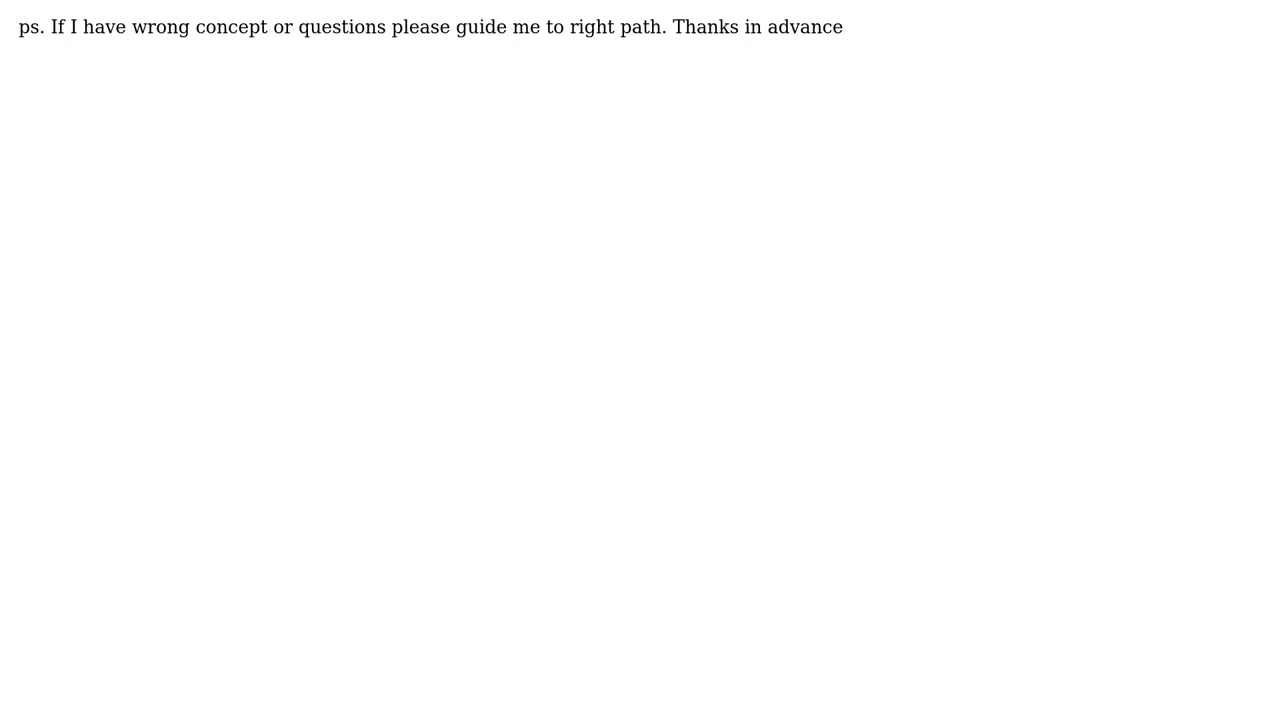 ps. If I have wrong concept or questions please guide me to right path. Thanks in advance